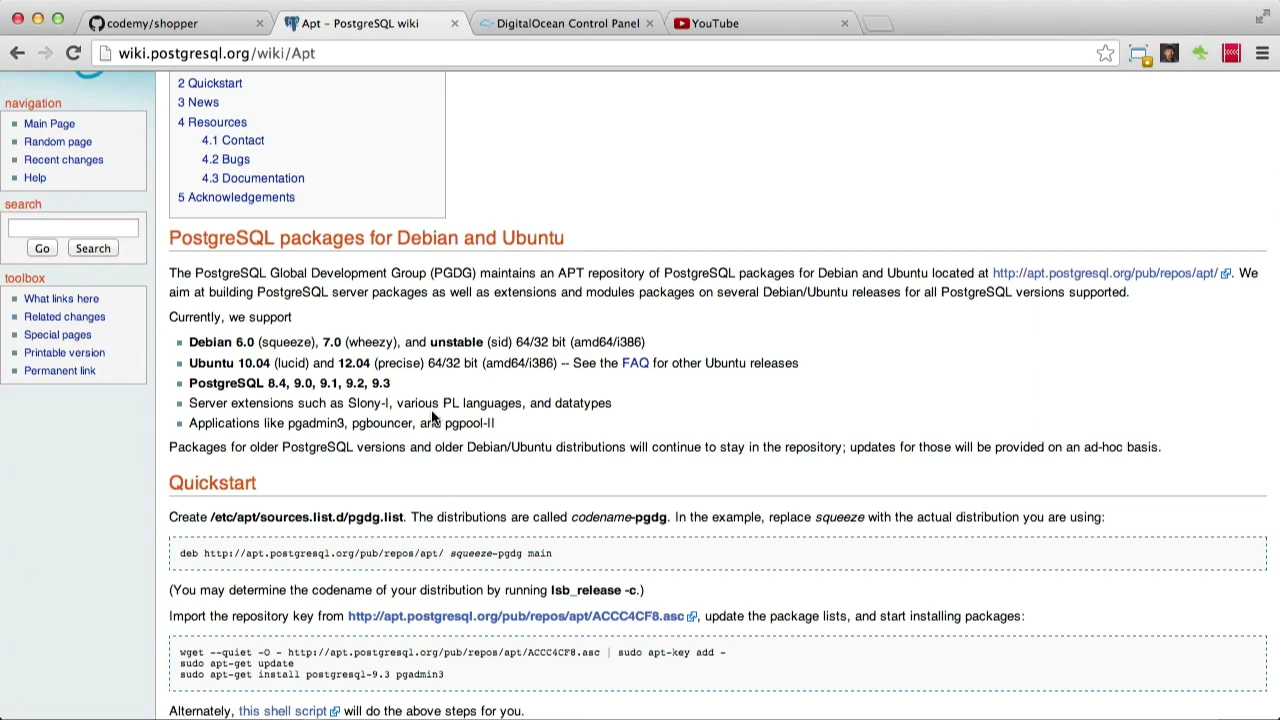 codemy/shopper
Apt - PostgreSQL wiki
DigitalOcean Control Panel
YouTube
wiki.postgresql.org/wiki/Apt
navigation
Main Page
Random page
Recent changes
Help
search
Go
Search
toolbox
What links here
Related changes
Special pages
Printable version
Permanent link
2 Quickstart
3 News
4 Resources
4.1 Contact
4.2 Bugs
4.3 Documentation
5 Acknowledgements
PostgreSQL packages for Debian and Ubuntu
The PostgreSQL Global Development Group (PGDG) maintains an APT repository of PostgreSQL packages for Debian and Ubuntu located at http://apt.postgresql.org/pub/repos/apt/ . We
aim at building PostgreSQL server packages as well as extensions and modules packages on several Debian/Ubuntu releases for all PostgreSQL versions supported.
Currently, we support
Debian 6.0 (squeeze), 7.0 (wheezy), and unstable (sid) 64/32 bit (amd64/i386)
Ubuntu 10.04 (lucid) and 12.04 (precise) 64/32 bit (amd64/i386) -- See the FAQ for other Ubuntu releases
PostgreSQL 8.4, 9.0, 9.1, 9.2, 9.3
Server extensions such as Slony-I, various PL languages, and datatypes
Applications like pgadmin3, pgbouncer, and pgpool-II
Packages for older PostgreSQL versions and older Debian/Ubuntu distributions will continue to stay in the repository; updates for those will be provided on an ad-hoc basis.
Quickstart
Create /etc/apt/sources.list.d/pgdg.list. The distributions are called codename-pgdg. In the example, replace squeeze with the actual distribution you are using:
deb http://apt.postgresql.org/pub/repos/apt/ squeeze-pgdg main
(You may determine the codename of your distribution by running lsb_release -c.)
Import the repository key from http://apt.postgresql.org/pub/repos/apt/ACCC4CF8.asc , update the package lists, and start installing packages:
wget --quiet -O - http://apt.postgresql.org/pub/repos/apt/ACCC4CF8.asc | sudo apt-key add -
sudo apt-get update
sudo apt-get install postgresql-9.3 pgadmin3
Alternately, this shell script will do the above steps for you.